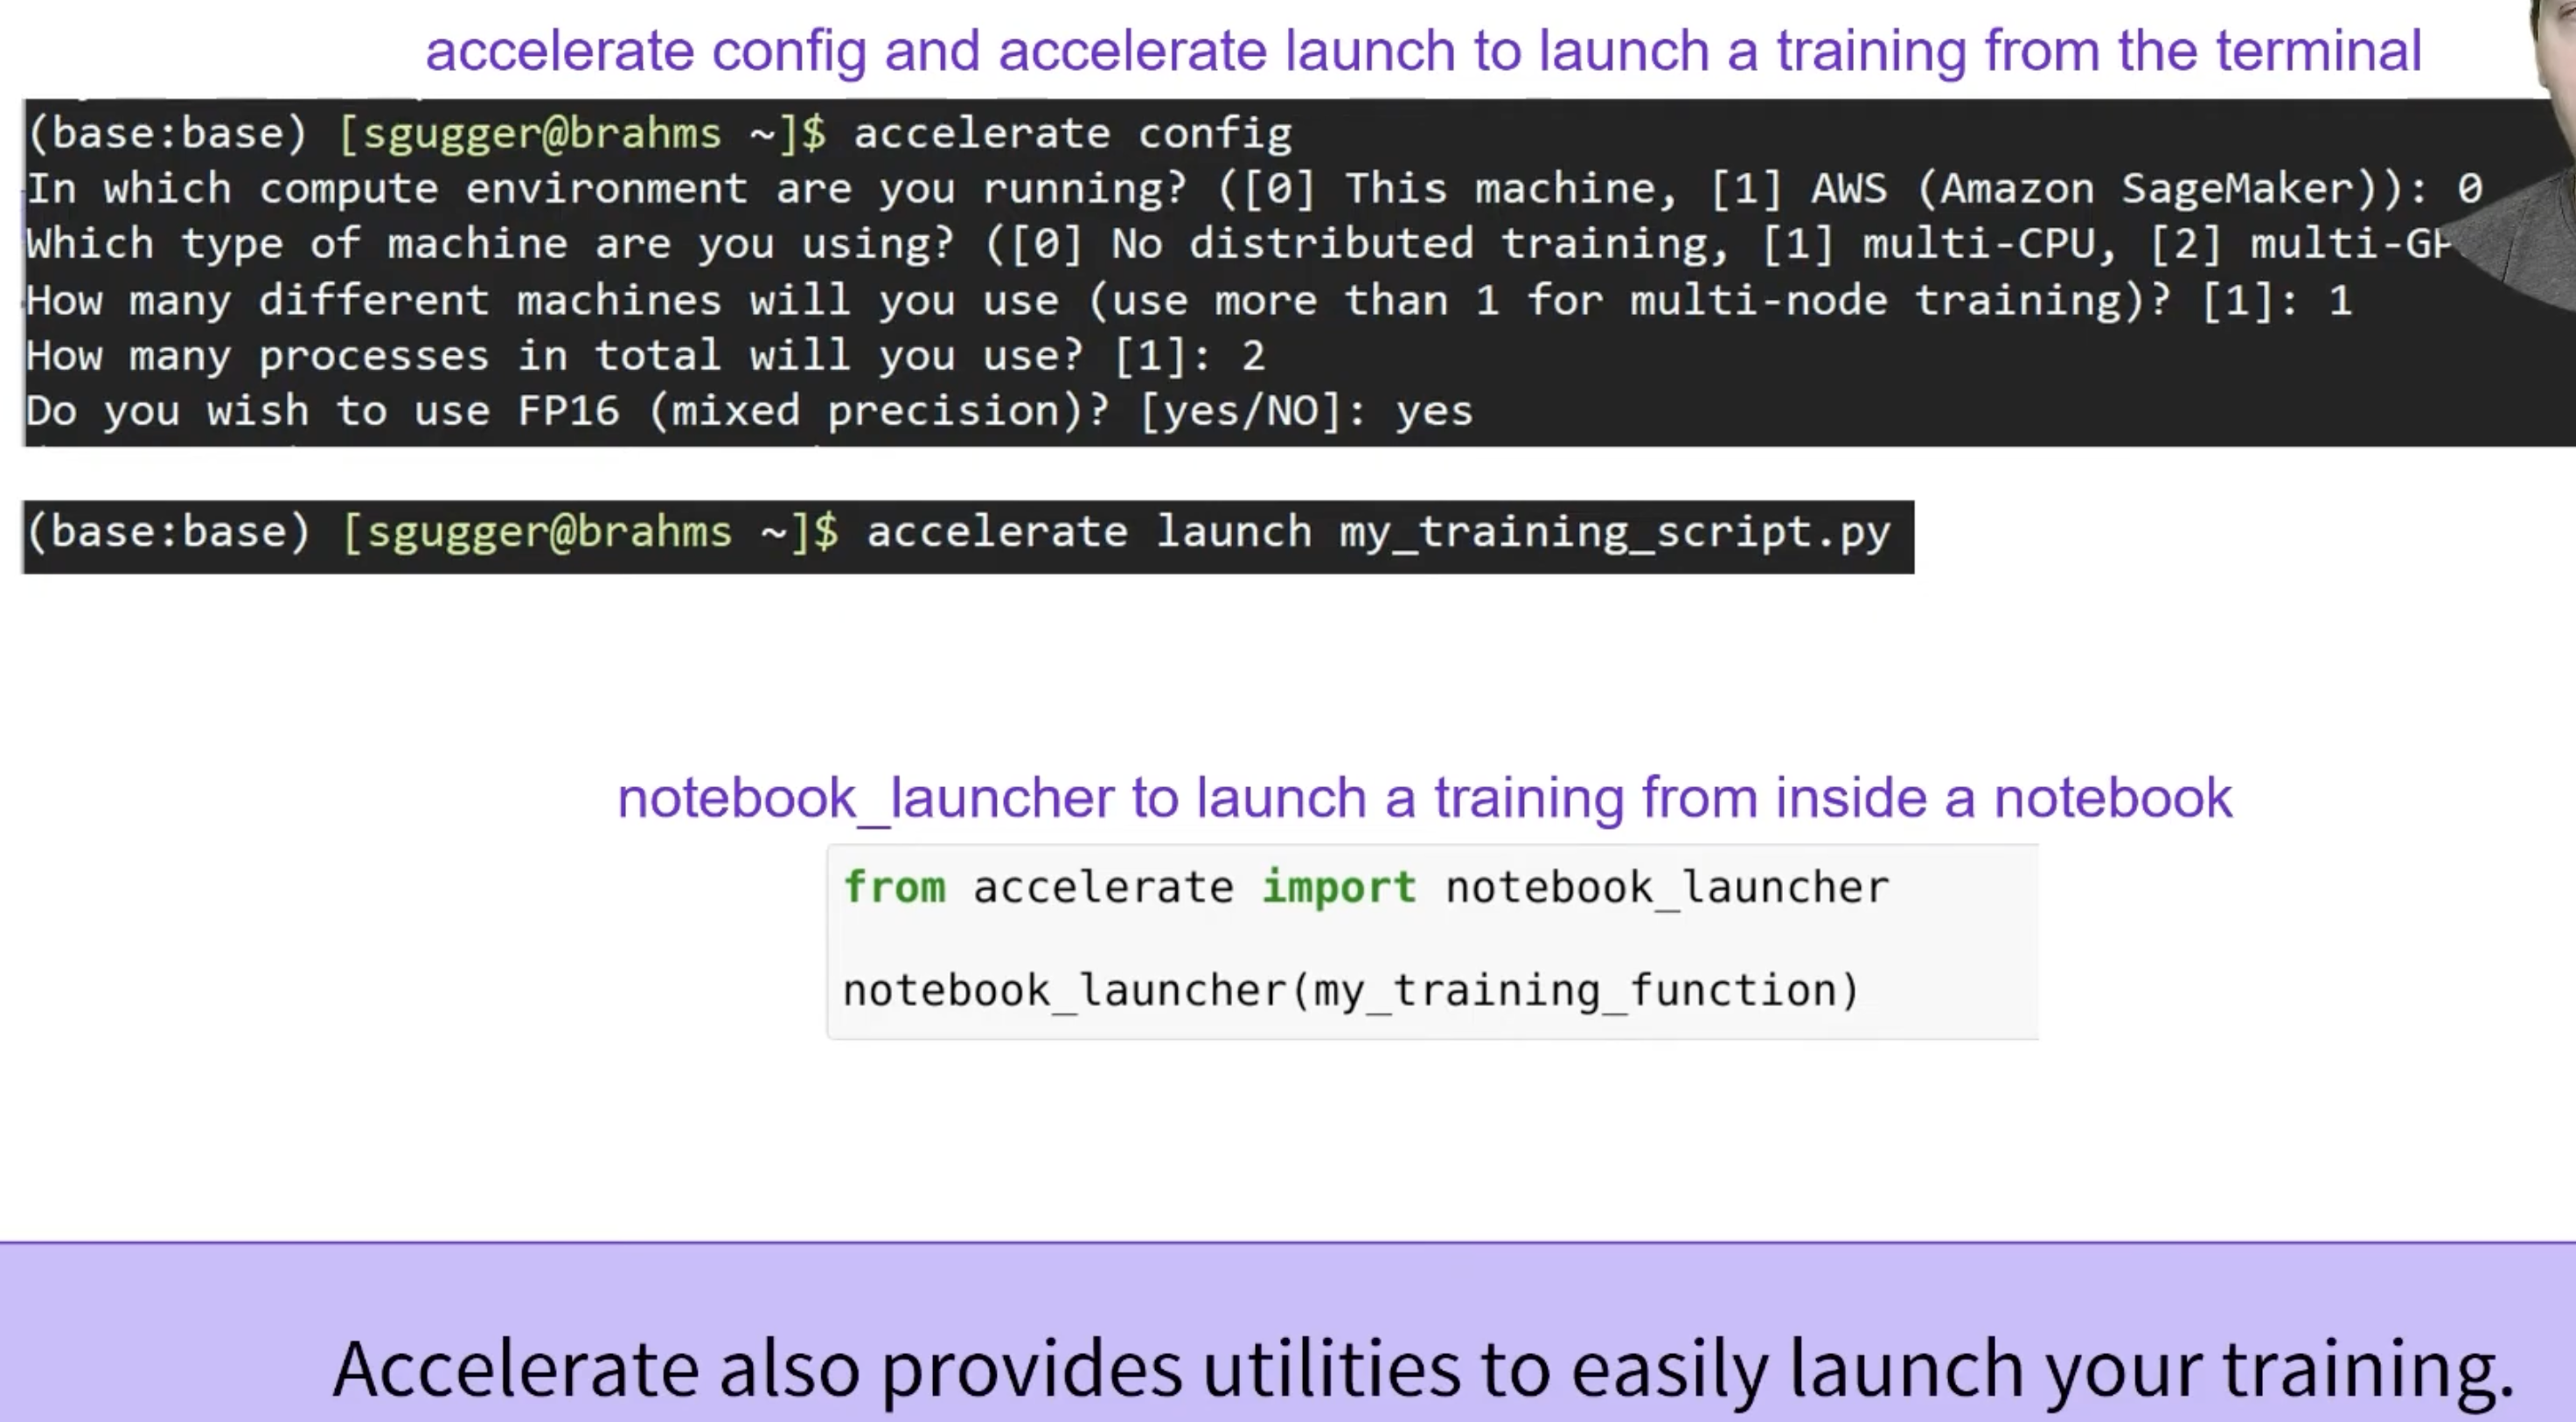 accelerate config and accelerate launch to launch a training from the terminal
(base:base) [sgugger@brahms ~]$ accelerate config
In which compute environment are you running? ([0] This machine, [1] AWS (Amazon SageMaker)): 0
Which type of machine are you using? ([0] No distributed training, [1] multi-CPU, [2]
How many different machines will you use (use more than 1 for multi-node training)? [1]: 1
How many processes in total will you use? [1]: 2
Do you wish to use FP16 (mixed precision)? [yes/NO]: yes
(base:base) [sgugger@brahms ~]$ accelerate launch my_training_script.py
notebook_launcher to launch a training from inside a notebook
from accelerate import notebook_launcher
notebook_launcher(my_training_function)
Accelerate also provides utilities to easily launch your training.